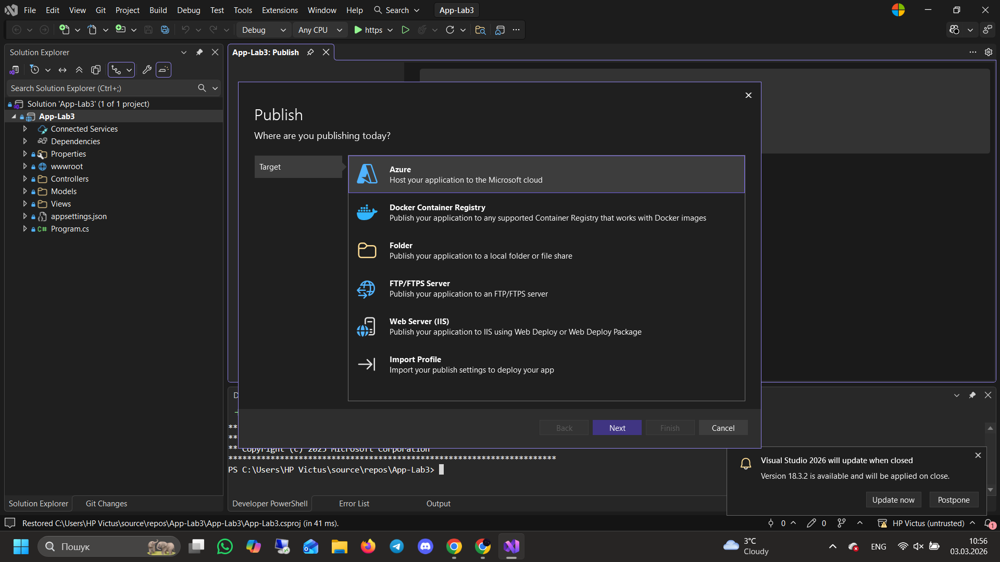 File Edit View Git Project Build Debug Test Tools Extensions Window Help Search App-Lab3
Debug Any CPU https
Solution Explorer
App-Lab3: Publish
Search Solution Explorer (Ctrl+;)
Solution 'App-Lab3' (1 of 1 project)
App-Lab3
Connected Services
Dependencies
Properties
wwwroot
Controllers
Models
Views
appsettings.json
C# Program.cs
Publish
Where are you publishing today?
Target
Azure
Host your application to the Microsoft cloud
Docker Container Registry
Publish your application to any supported Container Registry that works with Docker images
Folder
Publish your application to a local folder or file share
FTP/FTPS Server
Publish your application to an FTP/FTPS server
Web Server (IIS)
Publish your application to IIS using Web Deploy or Web Deploy Package
Import Profile
Import your publish settings to deploy your app
Back Next Finish Cancel
**
**
** Copyright (c) 2025 Microsoft Corporation
**********************************************************************
PS C:\Users\HP Victus\source\repos\App-Lab3>
Visual Studio 2026 will update when closed
Version 18.3.2 is available and will be applied on close.
Update now Postpone
Solution Explorer Git Changes
Developer PowerShell Error List Output
Restored C:\Users\HP Victus\source\repos\App-Lab3\App-Lab3\App-Lab3.csproj (in 41 ms).
0 0 HP Victus (untrusted) 1
Пошук
3°C
Cloudy
ENG
10:56
03.03.2026